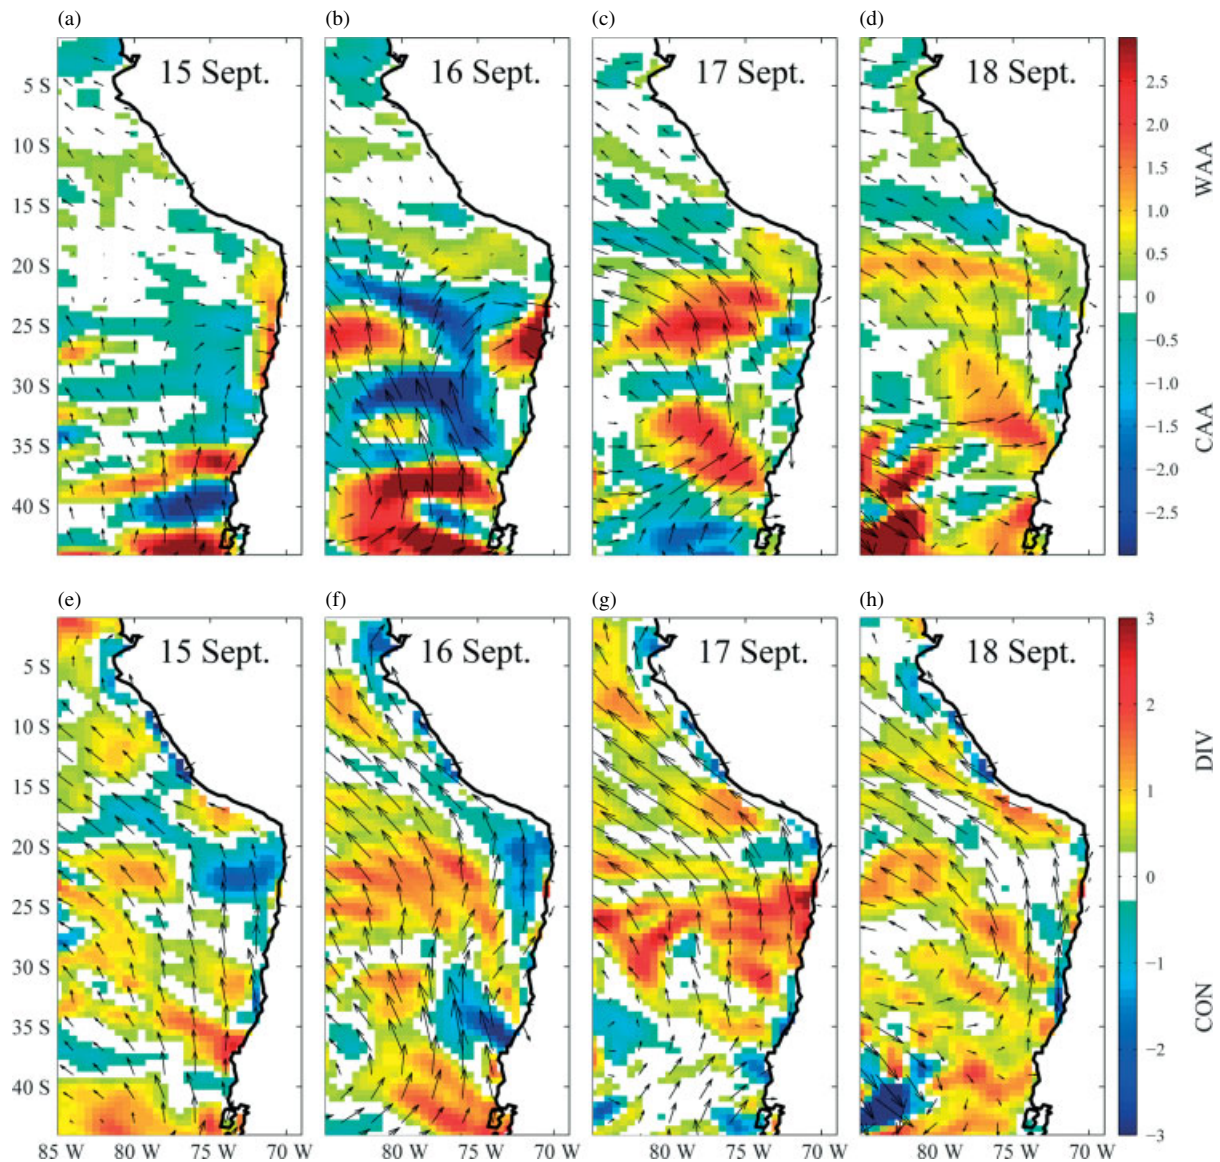 (a) (b) (c) (d)
15 Sept. 16 Sept. 17 Sept. 18 Sept.
5 S
10 S
15 S
20 S
25 S
30 S
35 S
40 S
2.5
2.0
1.5
1.0
0.5
0
−0.5
−1.0
−1.5
−2.0
−2.5
WAA
CAA
(e) (f) (g) (h)
15 Sept. 16 Sept. 17 Sept. 18 Sept.
5 S
10 S
15 S
20 S
25 S
30 S
35 S
40 S
85 W 80 W 75 W 70 W 80 W 75 W 70 W 80 W 75 W 70 W 80 W 75 W 70 W
3
2
1
0
−1
−2
−3
DIV
CON